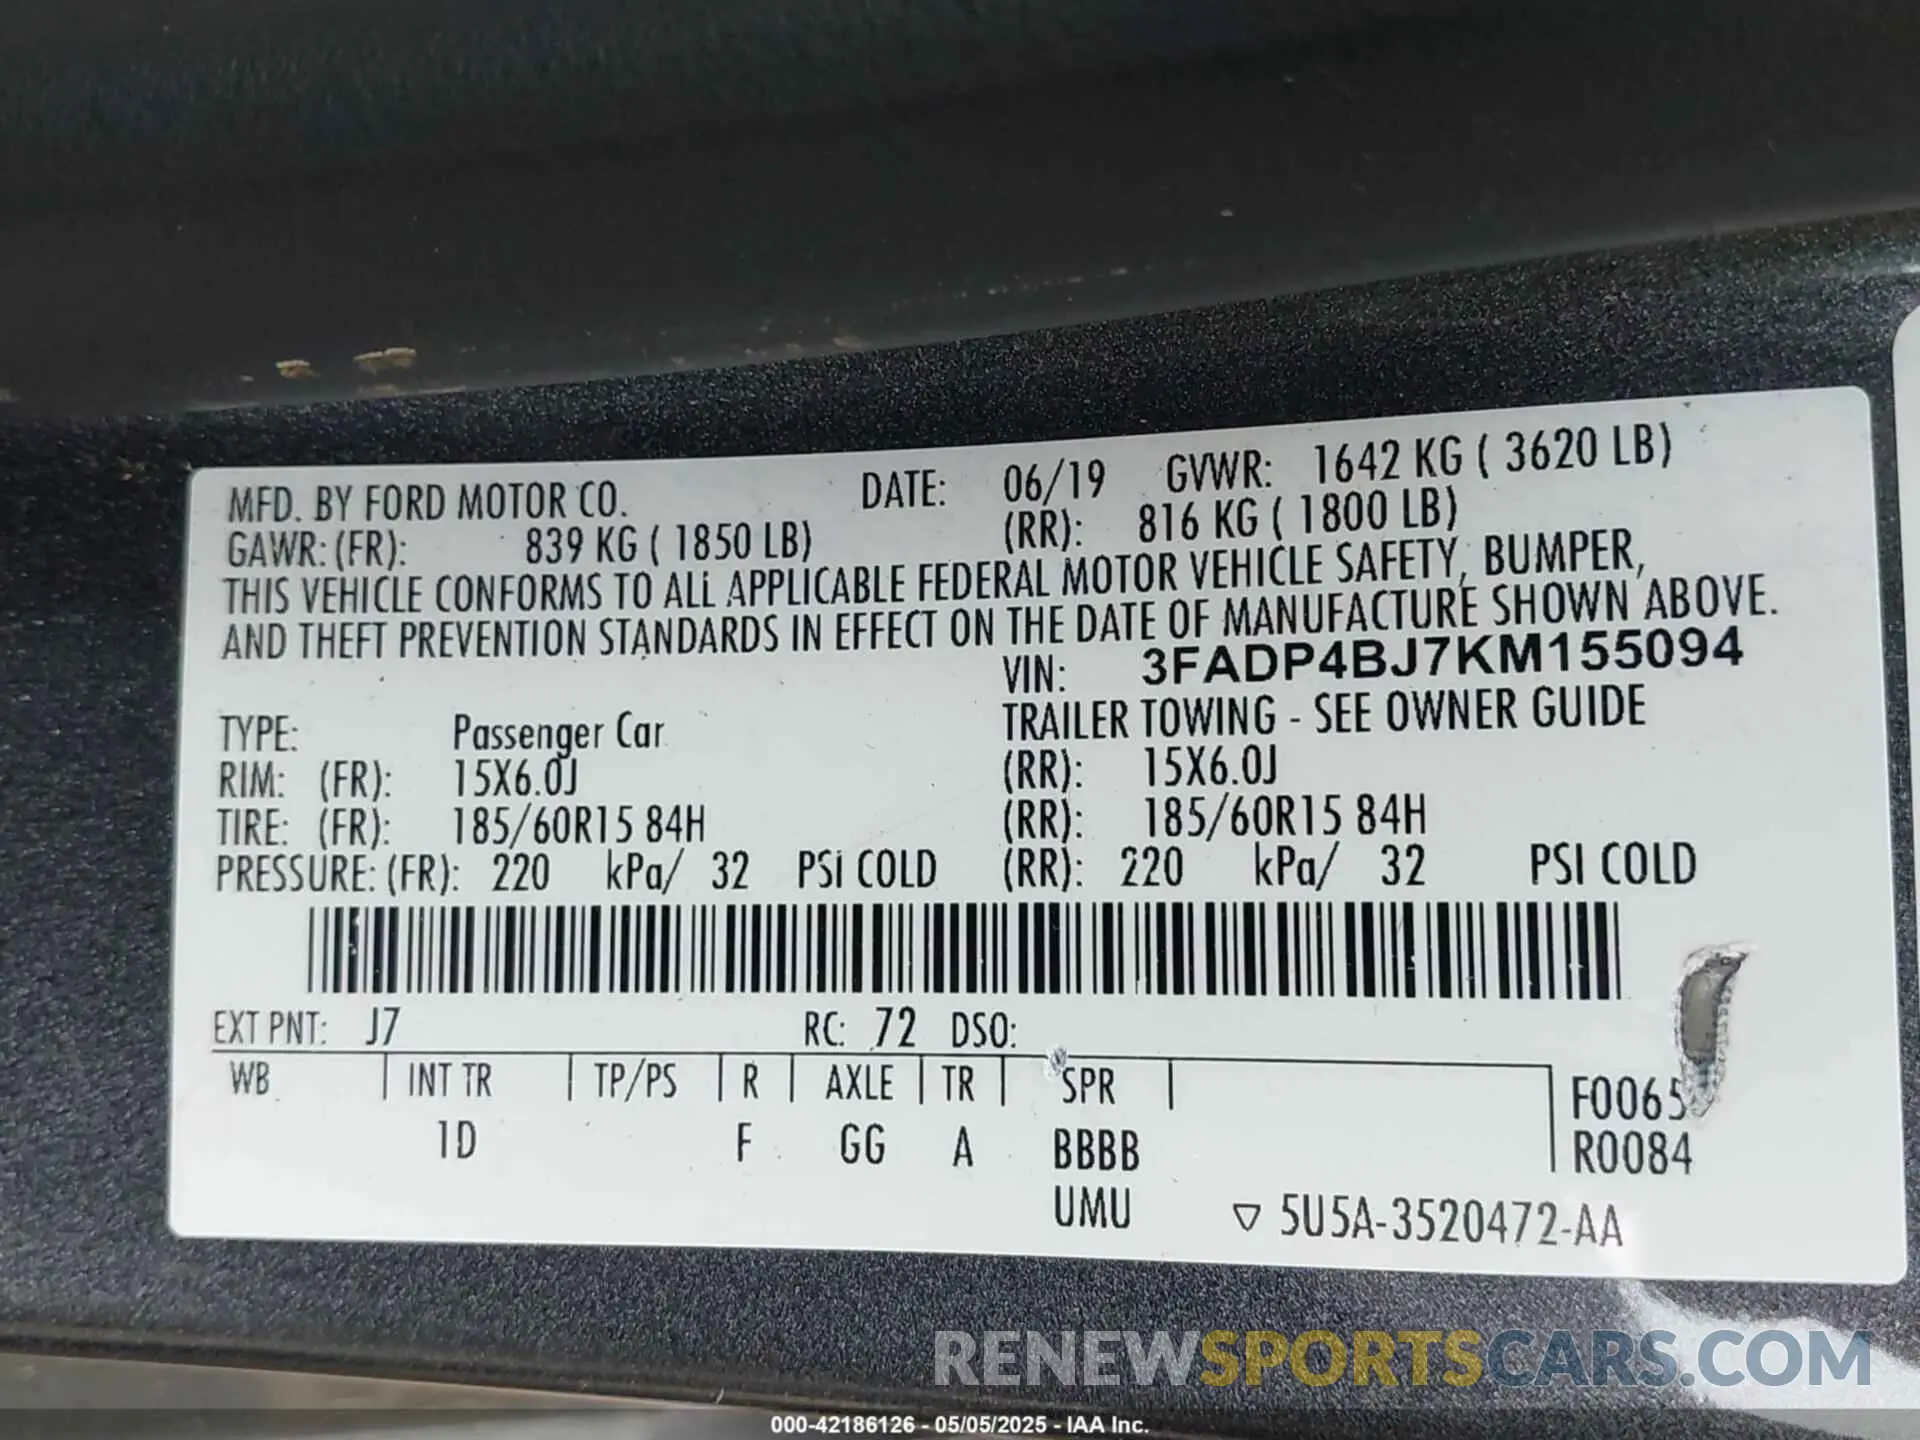 MFD. BY FORD MOTOR CO. DATE: 06/19 GVWR: 1642 KG ( 3620 LB)
GAWR: (FR): 839 KG ( 1850 LB) (RR): 816 KG ( 1800 LB)
THIS VEHICLE CONFORMS TO ALL APPLICABLE FEDERAL MOTOR VEHICLE SAFETY, BUMPER,
AND THEFT PREVENTION STANDARDS IN EFFECT ON THE DATE OF MANUFACTURE SHOWN ABOVE.
VIN: 3FADP4BJ7KM155094
TYPE: Passenger Car TRAILER TOWING - SEE OWNER GUIDE
RIM: (FR): 15X6.0J (RR): 15X6.0J
TIRE: (FR): 185/60R15 84H (RR): 185/60R15 84H
PRESSURE: (FR): 220 kPa/ 32 PSI COLD (RR): 220 kPa/ 32 PSI COLD
EXT PNT: J7 RC: 72 DSO:
WB INT TR TP/PS R AXLE TR SPR F0065
1D F GG A BBBB R0084
UMU ▽ 5U5A-3520472-AA
RENEWSPORTSCARS.COM
000-42186126 - 05/05/2025 - IAA Inc.